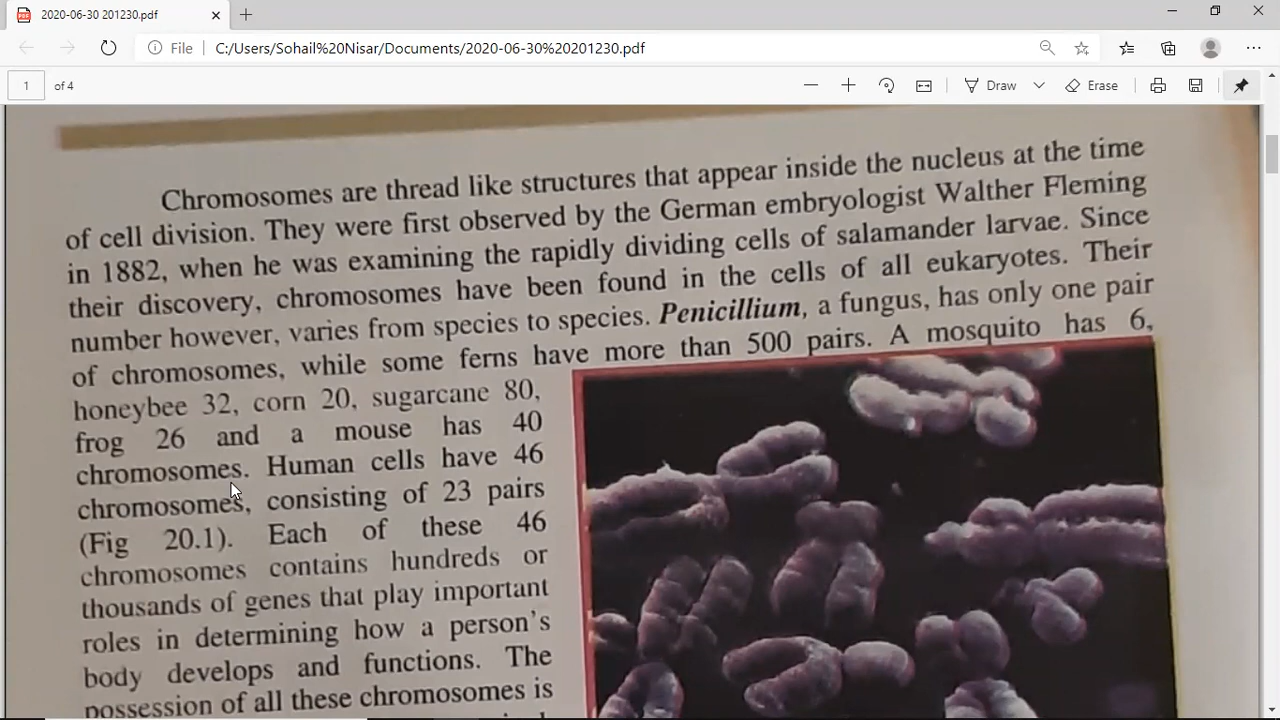 2020-06-30 201230.pdf
File
C:/Users/Sohail%20Nisar/Documents/2020-06-30%20201230.pdf
1 of 4
Draw
Erase
Chromosomes are thread like structures that appear inside the nucleus at the time
of cell division. They were first observed by the German embryologist Walther Fleming
in 1882, when he was examining the rapidly dividing cells of salamander larvae. Since
their discovery, chromosomes have been found in the cells of all eukaryotes. Their
number however, varies from species to species. Penicillium, a fungus, has only one pair
of chromosomes, while some ferns have more than 500 pairs. A mosquito has 6,
honeybee 32, corn 20, sugarcane 80,
frog 26 and a mouse has 40
chromosomes. Human cells have 46
chromosomes, consisting of 23 pairs
(Fig 20.1). Each of these 46
chromosomes contains hundreds or
thousands of genes that play important
roles in determining how a person's
body develops and functions. The
possession of all these chromosomes is